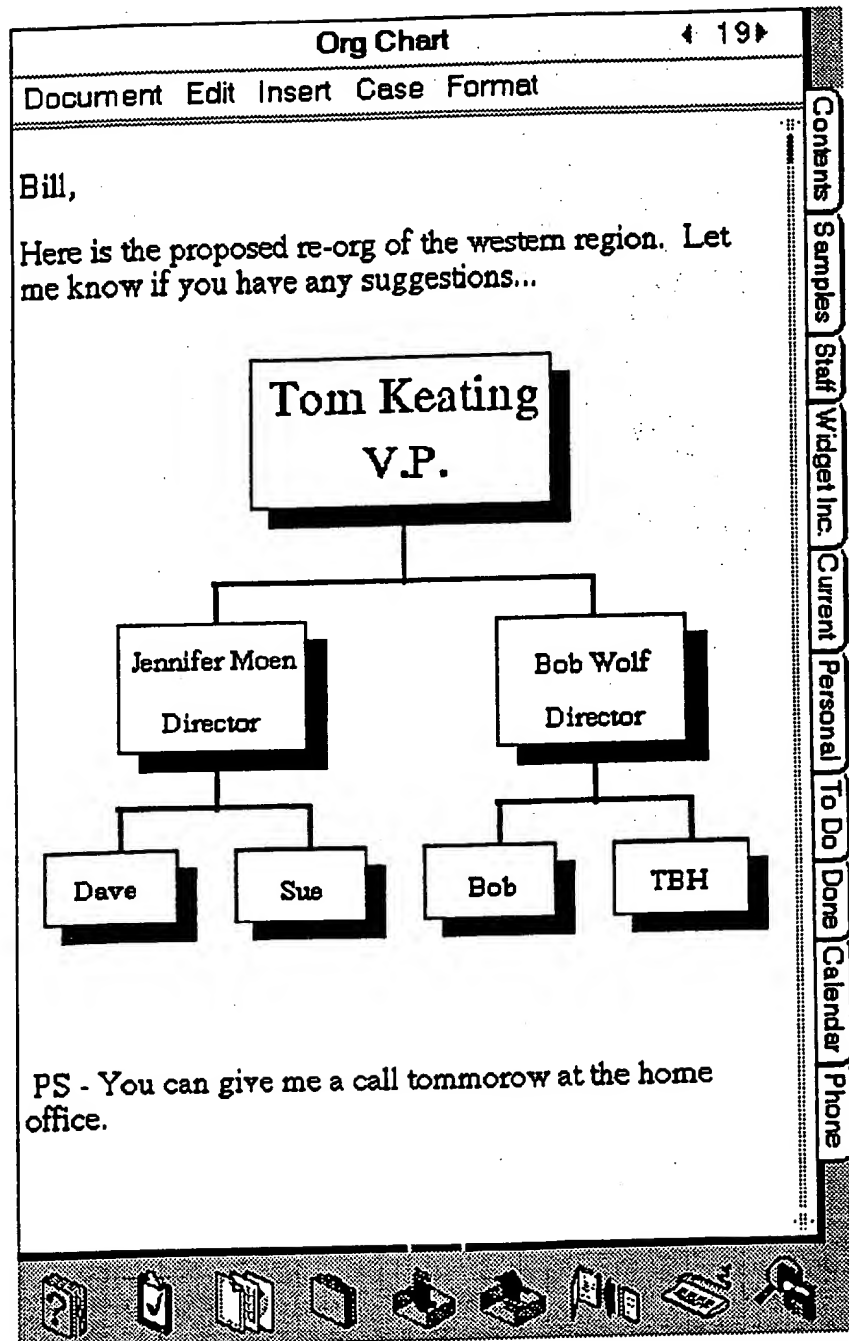 Org Chart
19
Document Edit Insert Case Format
Bill,
Here is the proposed re-org of the western region. Let
me know if you have any suggestions...
Tom Keating
V.P.
Jennifer Moen
Director
Bob Wolf
Director
Dave
Sue
Bob
TBH
PS - You can give me a call tommorow at the home
office.
Contents
Samples
Staff
Widget Inc.
Current
Personal
To Do
Done
Calendar
Phone
?